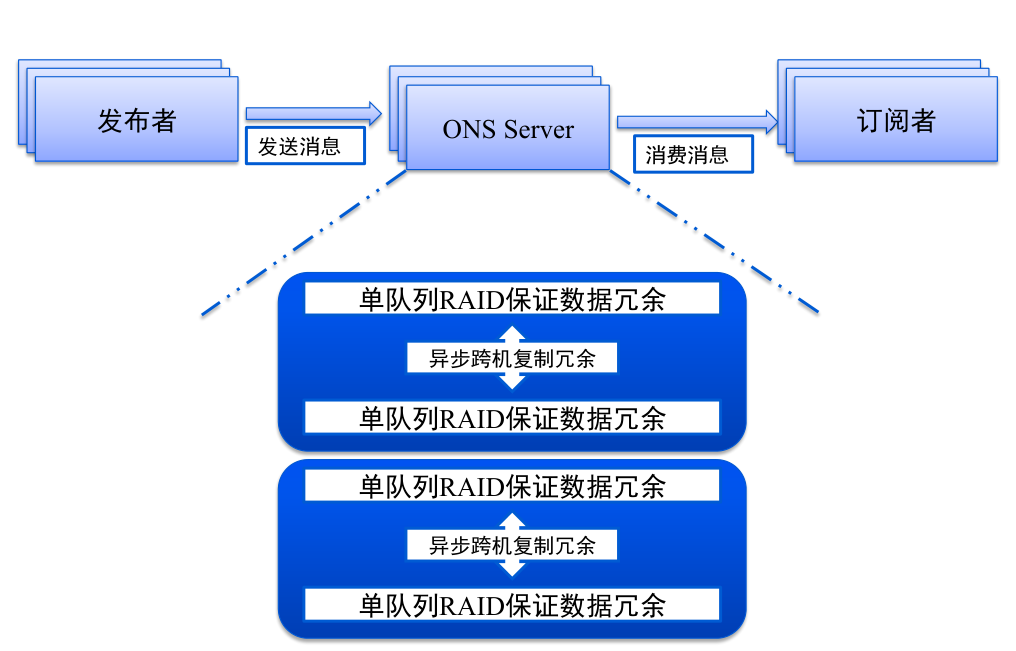 发布者
发送消息
ONS Server
消费消息
订阅者
单队列RAID保证数据冗余
异步跨机复制冗余
单队列RAID保证数据冗余
单队列RAID保证数据冗余
异步跨机复制冗余
单队列RAID保证数据冗余